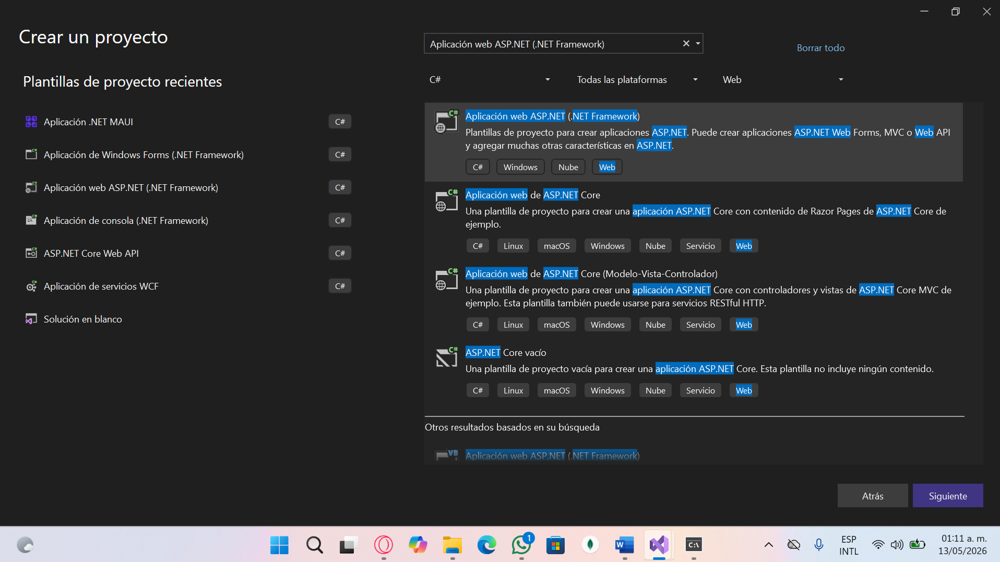 Crear un proyecto
Plantillas de proyecto recientes
Aplicación .NET MAUI
C#
Aplicación de Windows Forms (.NET Framework)
C#
Aplicación web ASP.NET (.NET Framework)
C#
Aplicación de consola (.NET Framework)
C#
ASP.NET Core Web API
C#
Aplicación de servicios WCF
C#
Solución en blanco
Aplicación web ASP.NET (.NET Framework)
Borrar todo
C#
Todas las plataformas
Web
C#
Aplicación web ASP.NET (.NET Framework)
Plantillas de proyecto para crear aplicaciones ASP.NET. Puede crear aplicaciones ASP.NET Web Forms, MVC o Web API
y agregar muchas otras características en ASP.NET.
C# Windows Nube Web
C#
Aplicación web de ASP.NET Core
Una plantilla de proyecto para crear una aplicación ASP.NET Core con contenido de Razor Pages de ASP.NET Core de
ejemplo.
C# Linux macOS Windows Nube Servicio Web
C#
Aplicación web de ASP.NET Core (Modelo-Vista-Controlador)
Una plantilla de proyecto para crear una aplicación ASP.NET Core con controladores y vistas de ASP.NET Core MVC de
ejemplo. Esta plantilla también puede usarse para servicios RESTful HTTP.
C# Linux macOS Windows Nube Servicio Web
C#
ASP.NET Core vacío
Una plantilla de proyecto vacía para crear una aplicación ASP.NET Core. Esta plantilla no incluye ningún contenido.
C# Linux macOS Windows Nube Servicio Web
Otros resultados basados en su búsqueda
VB
Aplicación web ASP.NET (.NET Framework)
Atrás
Siguiente
1
W
C:\
ESP
INTL
01:11 a. m.
13/05/2026